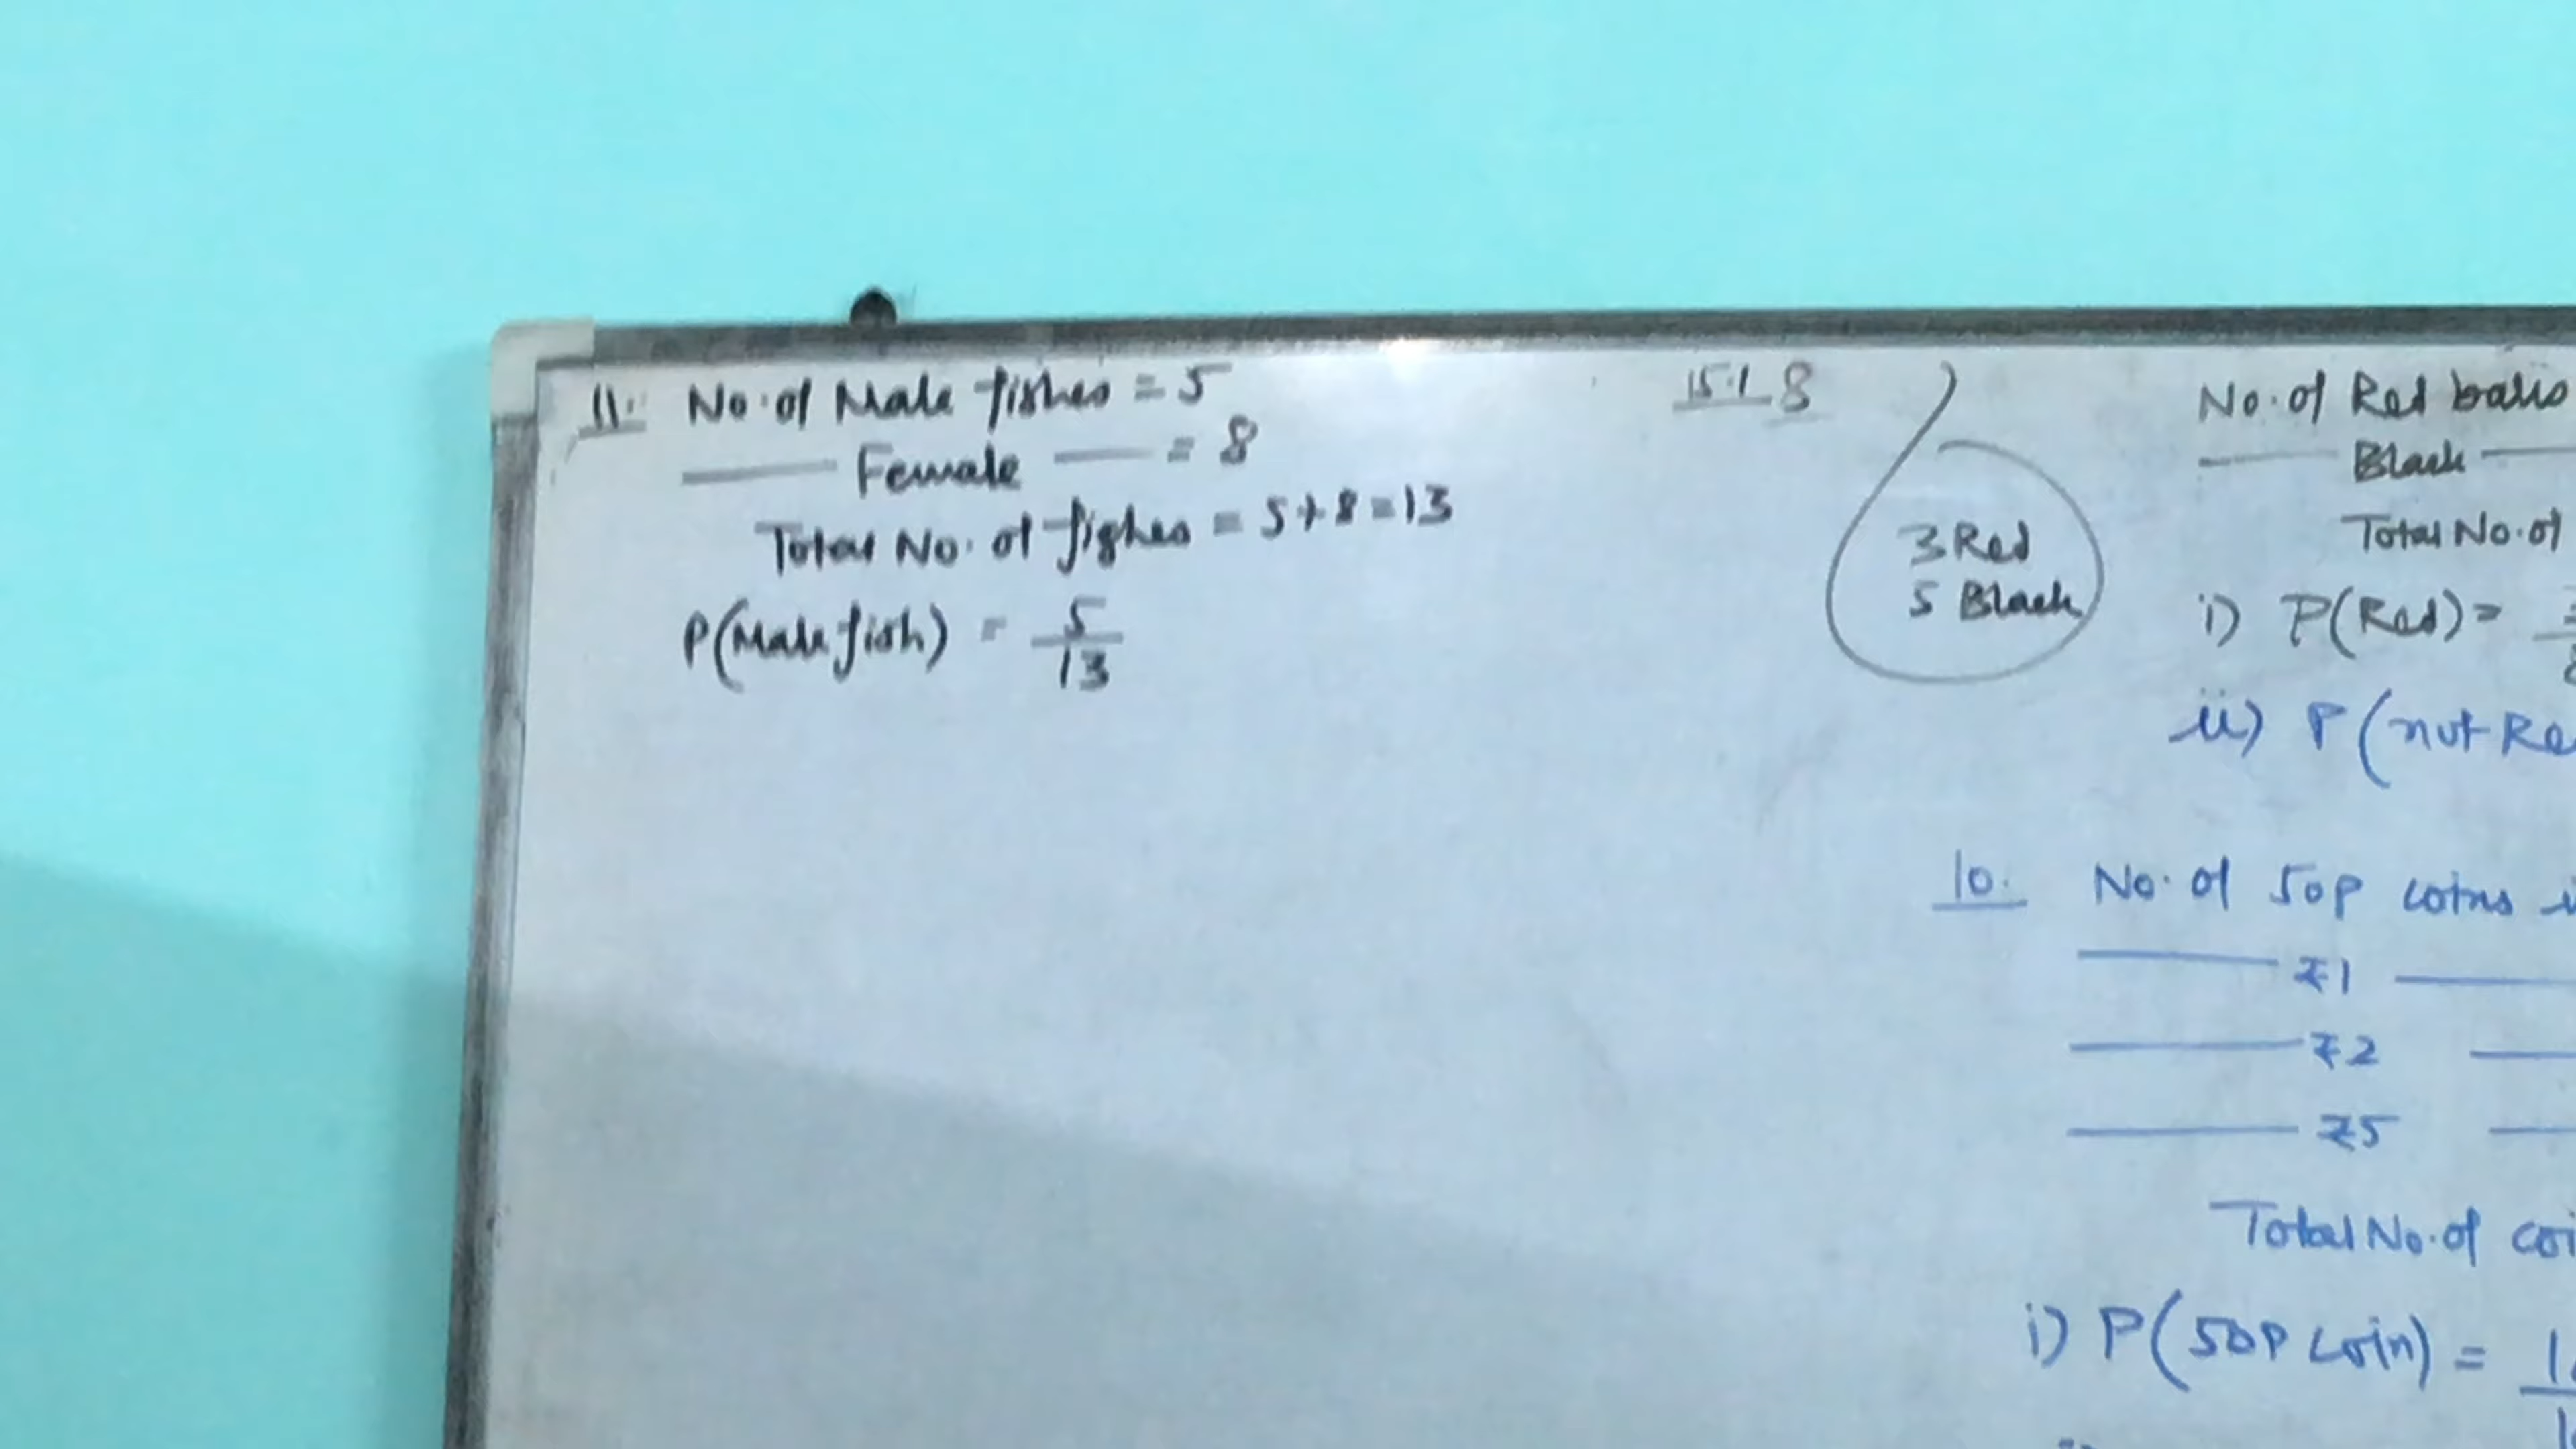 11. No. of Male fishes = 5
—— Female —— = 8
Total No. of fishes = 5+8=13
P(Male fish) = 5/13
15.1 8
3 Red
5 Black
No. of Red balls
—— Black ——
Total No. of
i) P(Red)=
ii) P(not Re
10. No. of 50p coins i
—— ₹1 ——
—— ₹2 ——
—— ₹5 ——
Total No. of coi
i) P(50p coin) =